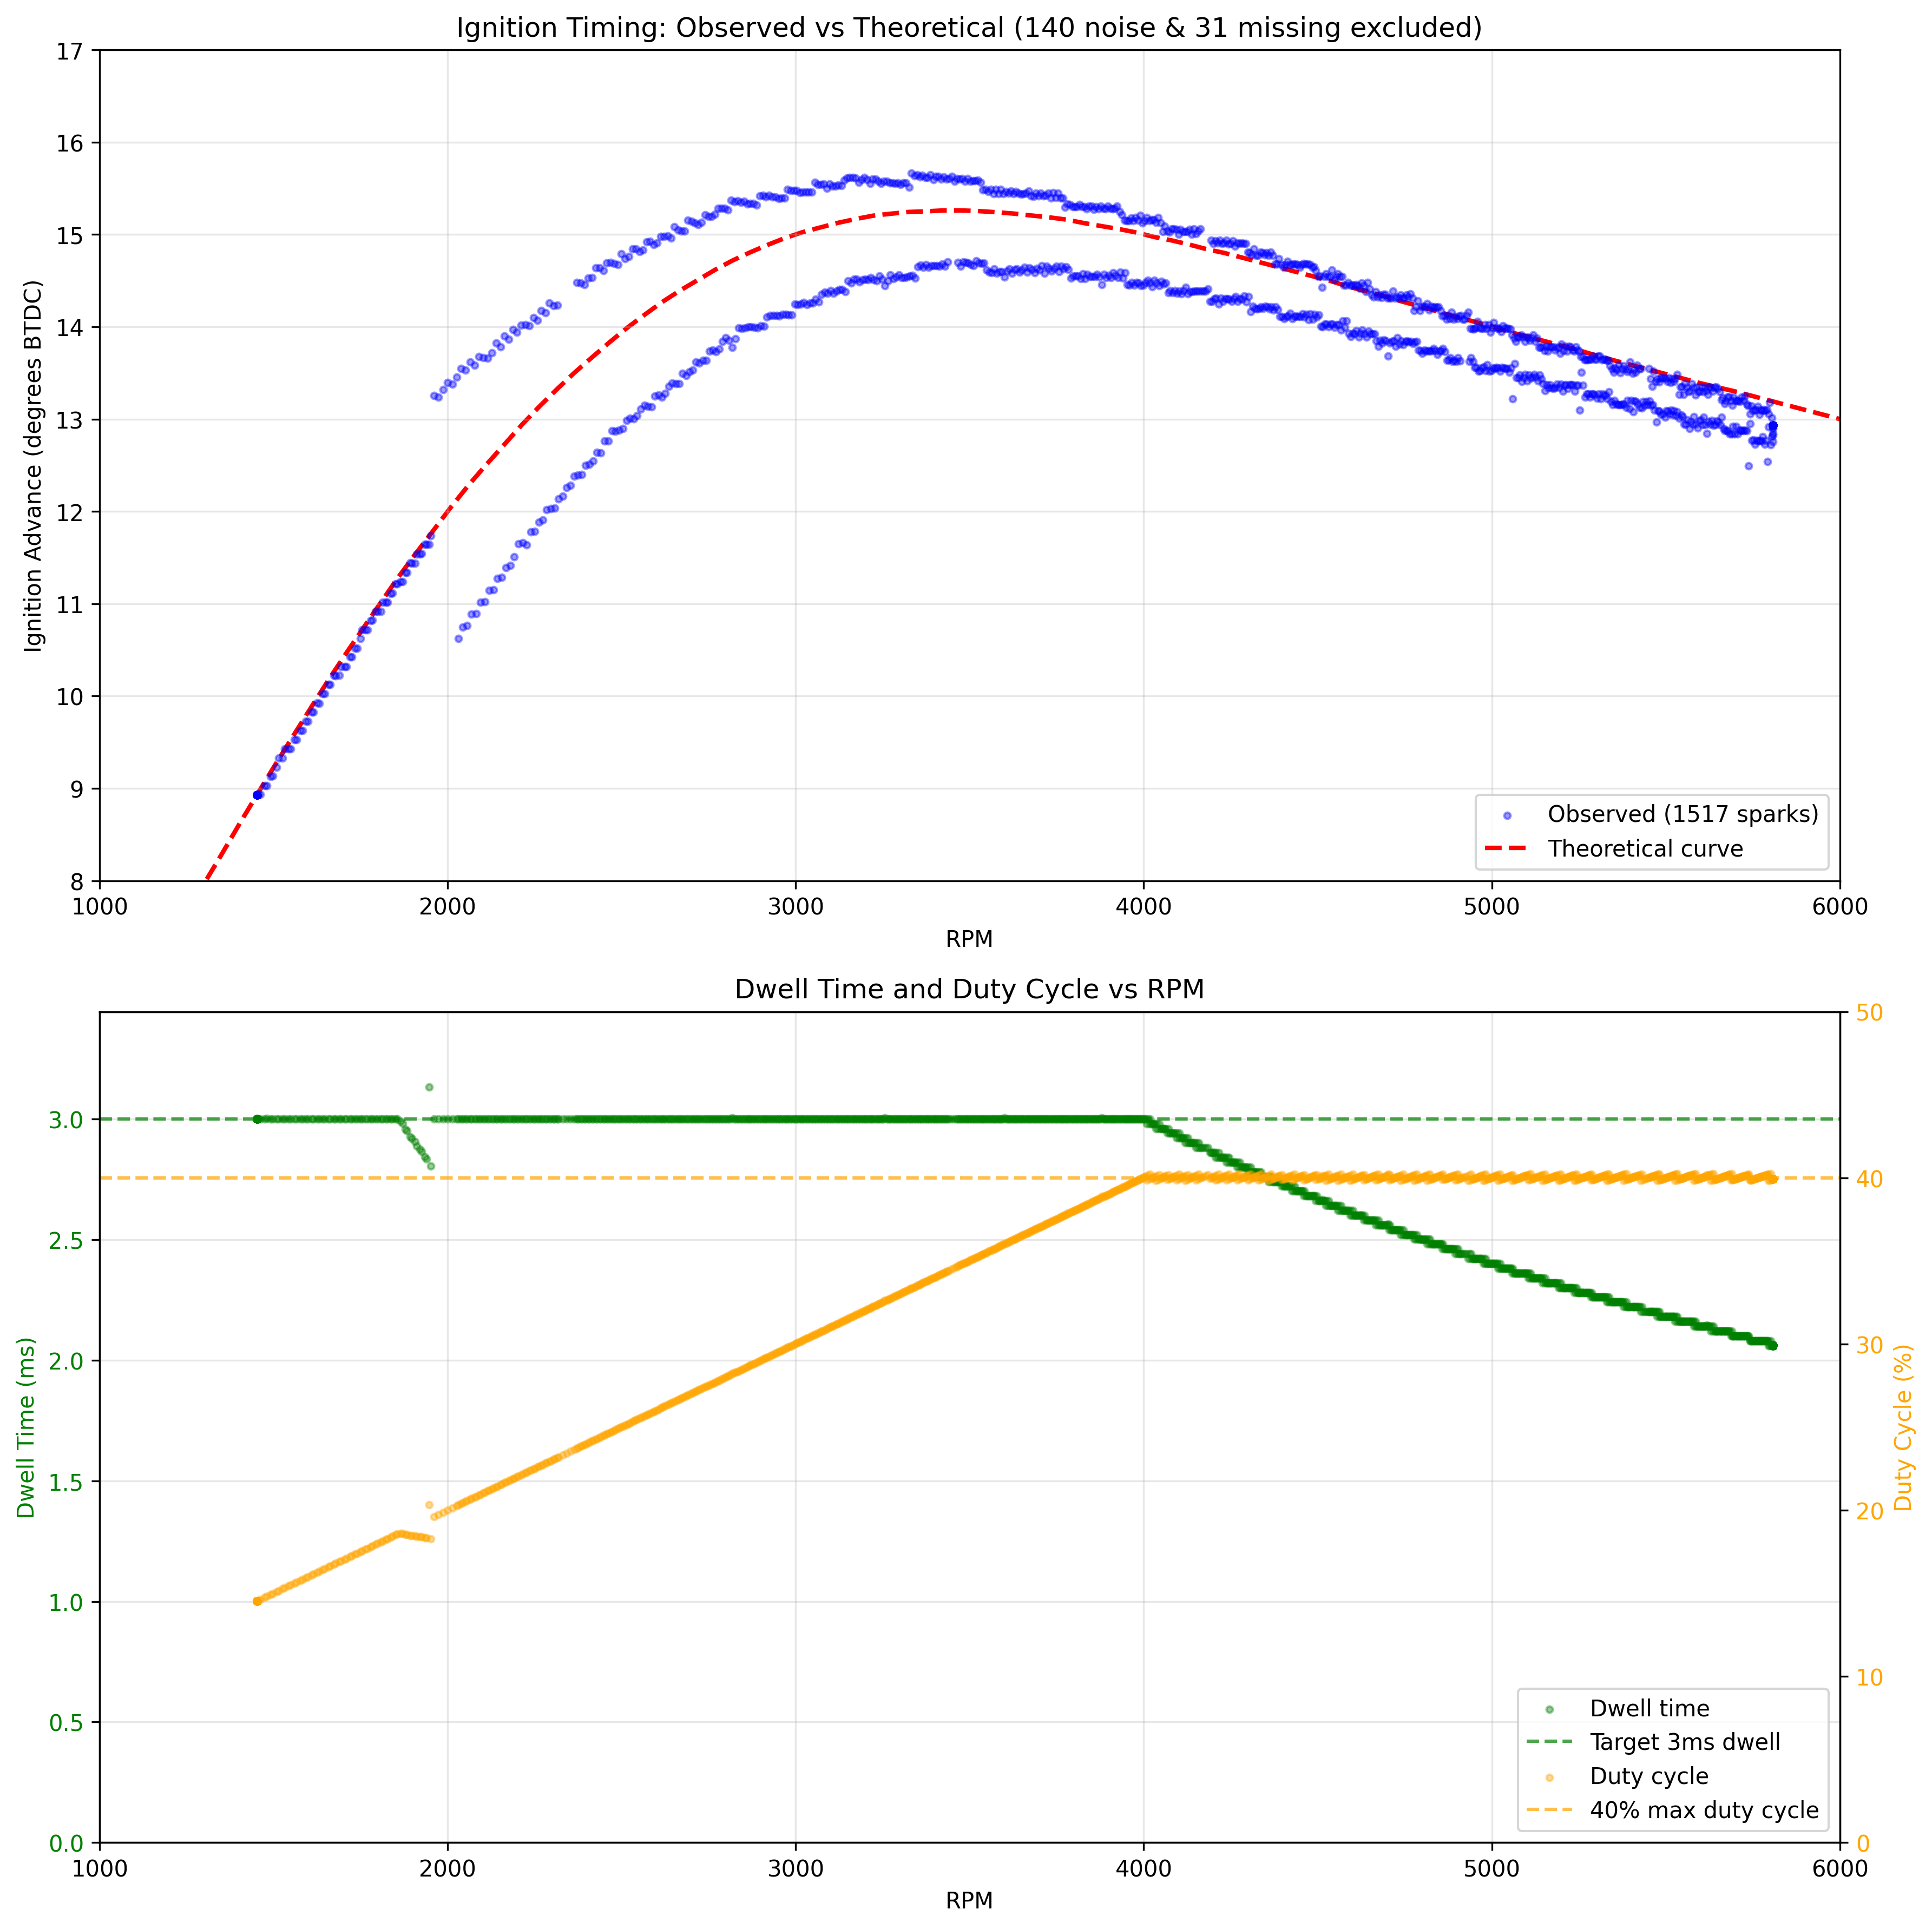 Ignition Timing: Observed vs Theoretical (140 noise & 31 missing excluded)
17
16
15
14
13
12
11
10
9
8
Ignition Advance (degrees BTDC)
Observed (1517 sparks)
Theoretical curve
1000 2000 3000 4000 5000 6000
RPM
Dwell Time and Duty Cycle vs RPM
3.0
2.5
2.0
1.5
1.0
0.5
0.0
Dwell Time (ms)
50
40
30
20
10
0
Duty Cycle (%)
Dwell time
Target 3ms dwell
Duty cycle
40% max duty cycle
1000 2000 3000 4000 5000 6000
RPM